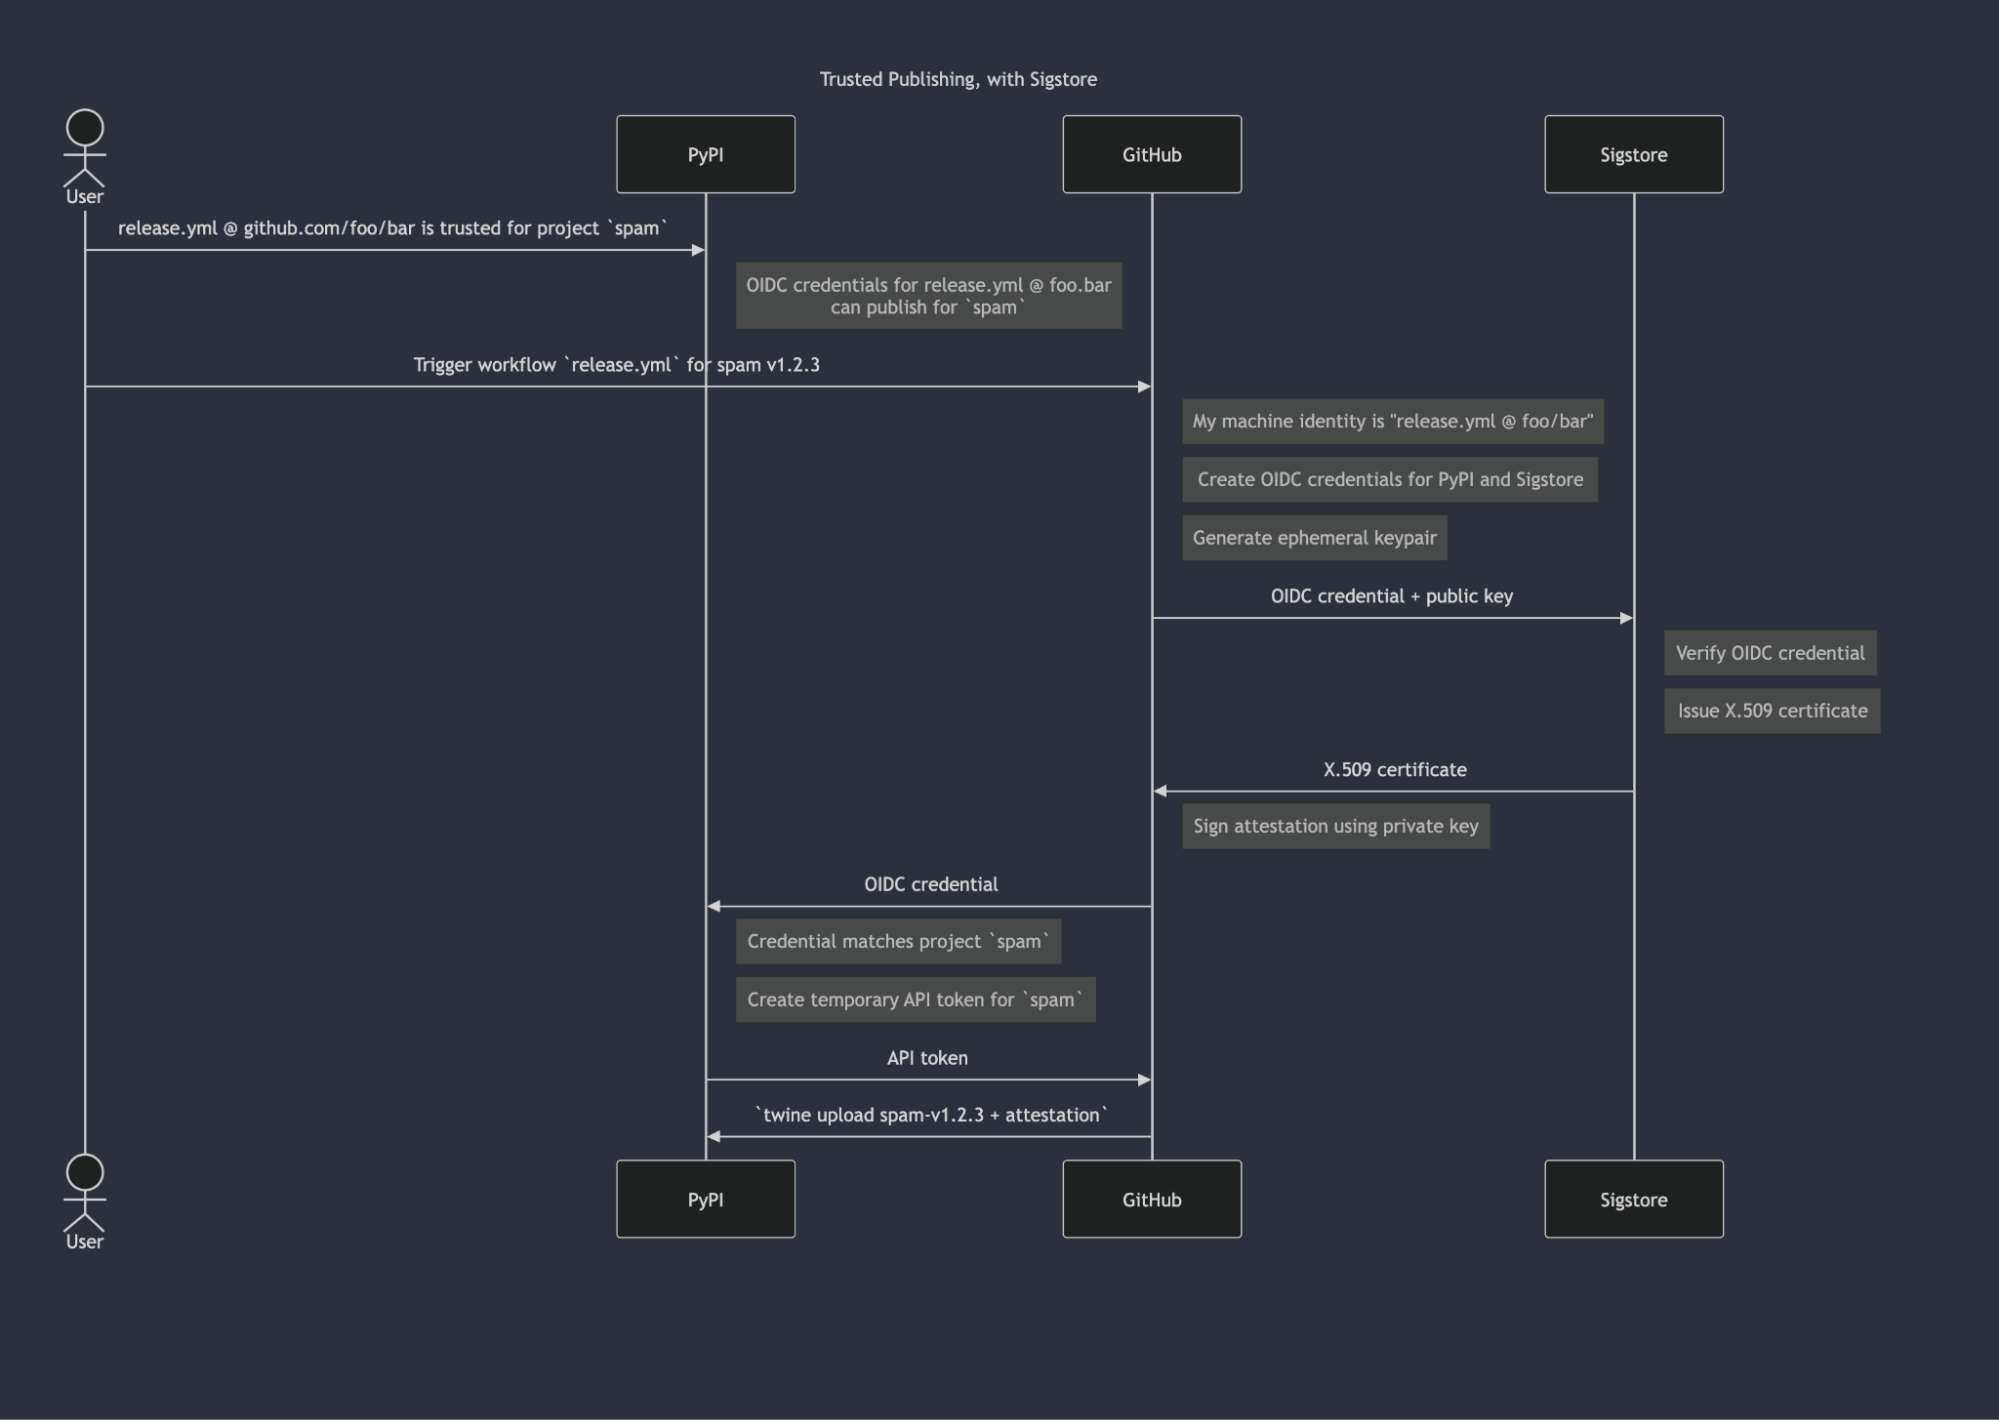 Trusted Publishing, with Sigstore
User
PyPI
GitHub
Sigstore
release.yml @ github.com/foo/bar is trusted for project `spam`
OIDC credentials for release.yml @ foo.bar
can publish for `spam`
Trigger workflow `release.yml` for spam v1.2.3
My machine identity is "release.yml @ foo/bar"
Create OIDC credentials for PyPI and Sigstore
Generate ephemeral keypair
OIDC credential + public key
Verify OIDC credential
Issue X.509 certificate
X.509 certificate
Sign attestation using private key
OIDC credential
Credential matches project `spam`
Create temporary API token for `spam`
API token
`twine upload spam-v1.2.3 + attestation`
User
PyPI
GitHub
Sigstore